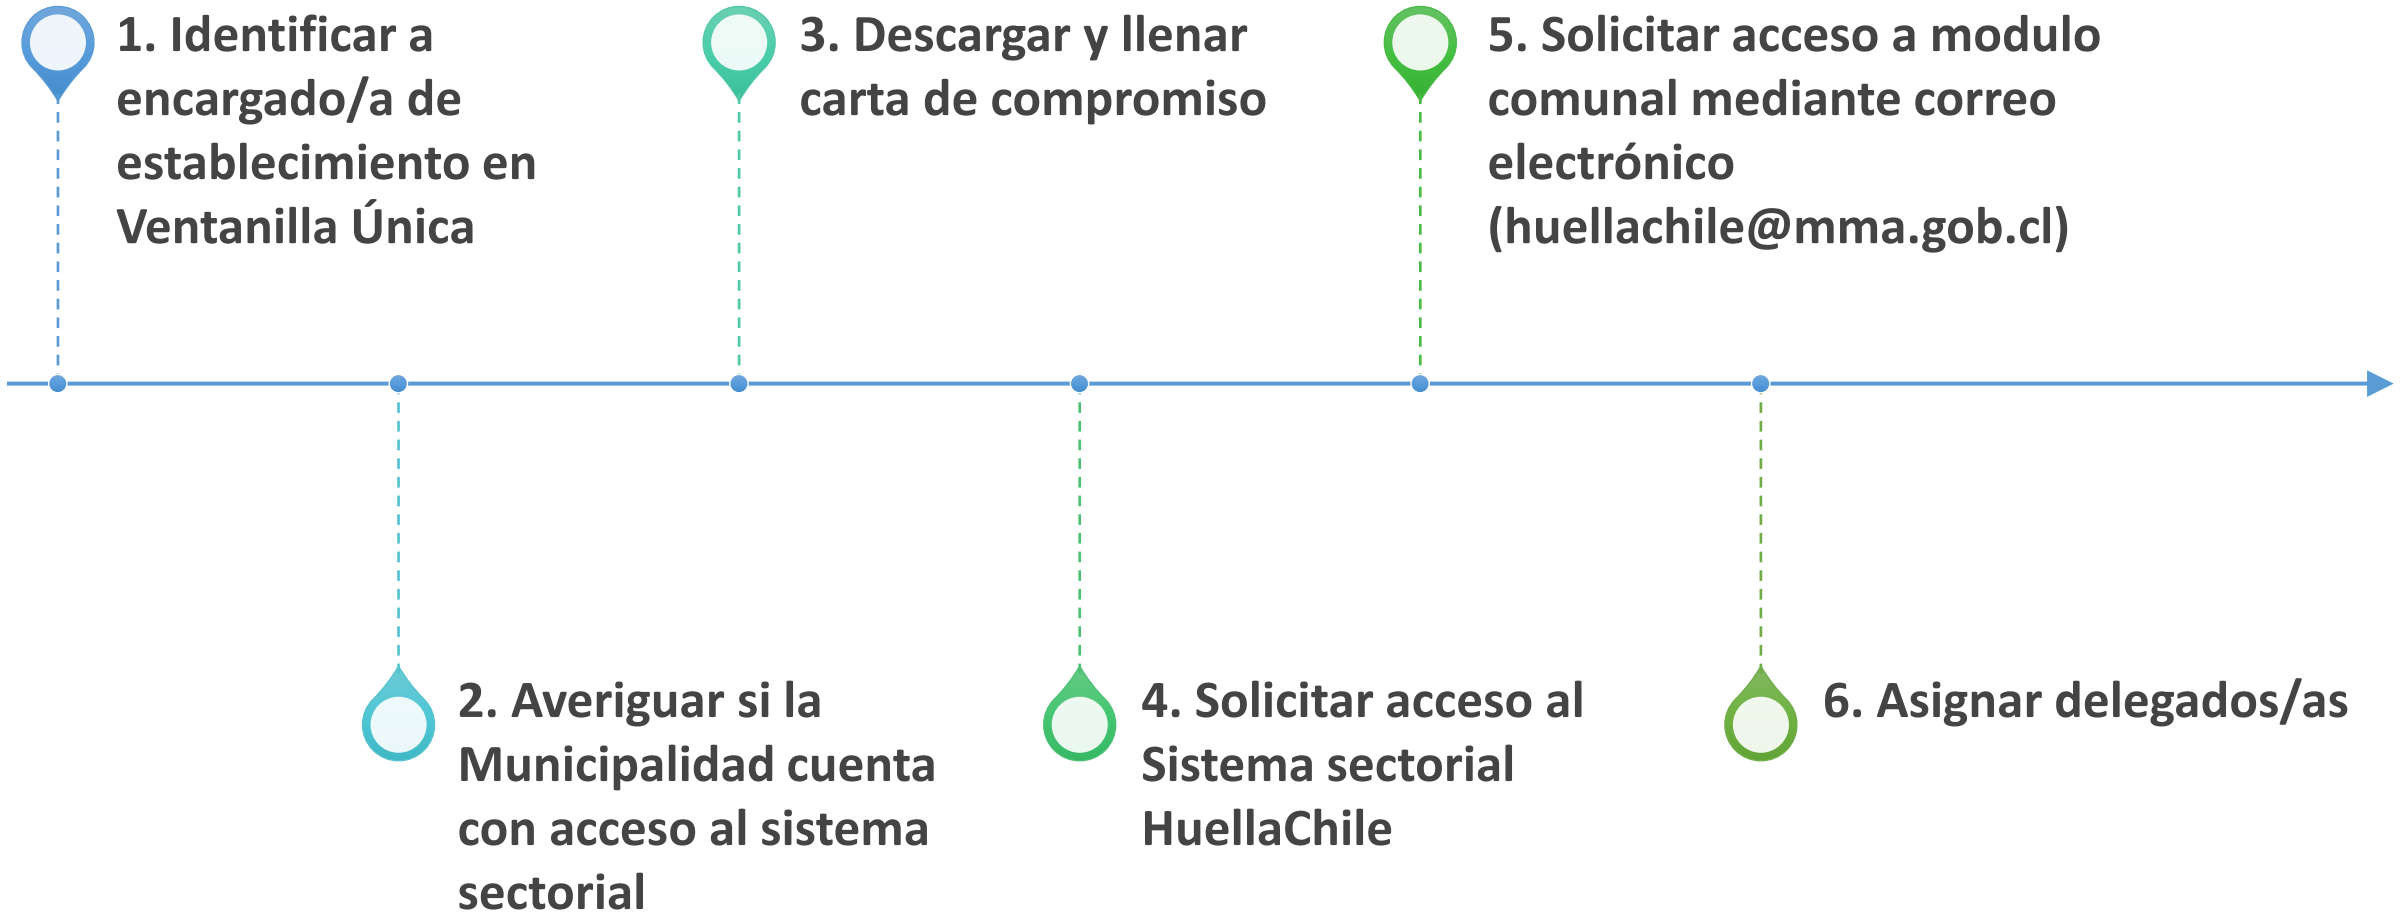 1. Identificar a
encargado/a de
establecimiento en
Ventanilla Única
2. Averiguar si la
Municipalidad cuenta
con acceso al sistema
sectorial
3. Descargar y llenar
carta de compromiso
4. Solicitar acceso al
Sistema sectorial
HuellaChile
5. Solicitar acceso a modulo
comunal mediante correo
electrónico
(huellachile@mma.gob.cl)
6. Asignar delegados/as